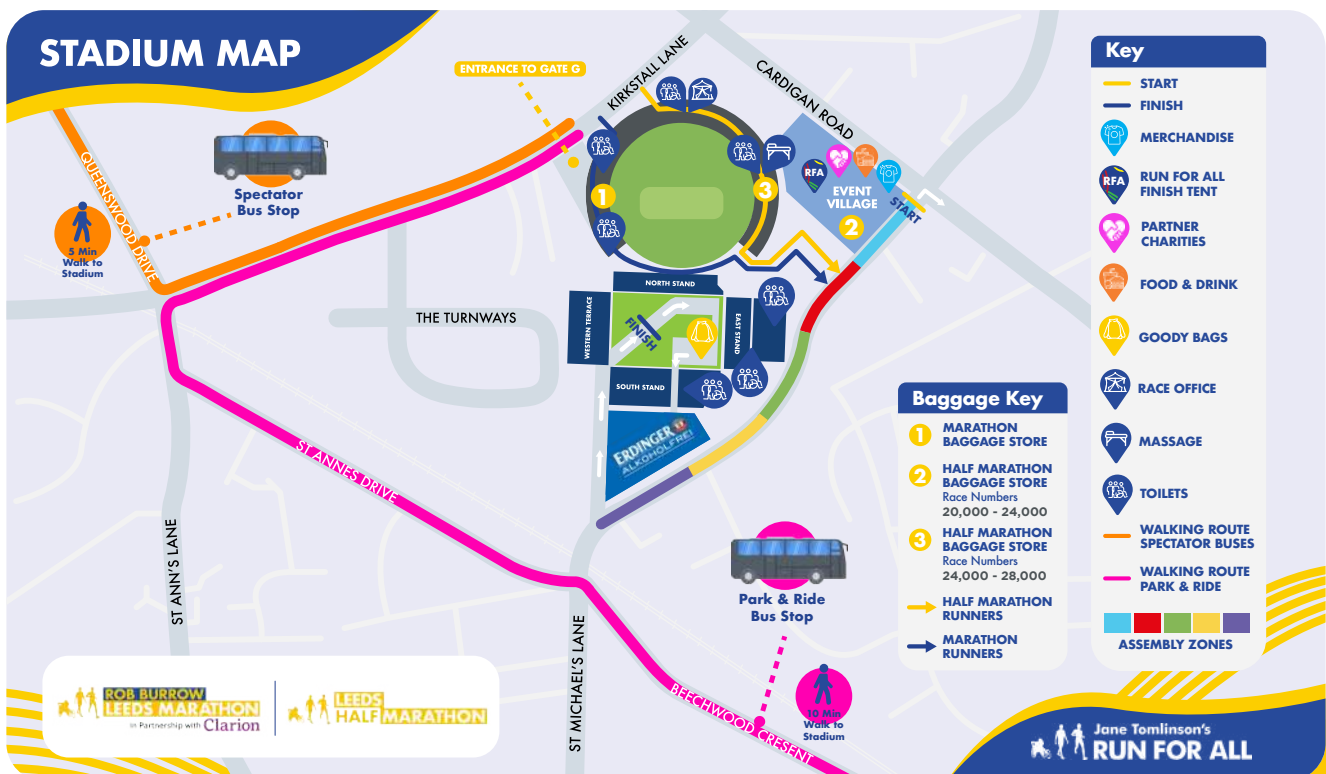 STADIUM MAP
ENTRANCE TO GATE G
KIRKSTALL LANE
CARDIGAN ROAD
QUEENSWOOD DRIVE
Spectator
Bus Stop
5 Min
Walk to
Stadium
1
3
RFA
EVENT
VILLAGE
2
START
THE TURNWAYS
NORTH STAND
WESTERN TERRACE
FINISH
EAST STAND
SOUTH STAND
ERDINGER
ALKOHOLFREI
ST ANNES DRIVE
ST ANN'S LANE
ST MICHAEL'S LANE
Park & Ride
Bus Stop
10 Min
Walk to
Stadium
BEECHWOOD CRESENT
Baggage Key
1
MARATHON
BAGGAGE STORE
2
HALF MARATHON
BAGGAGE STORE
Race Numbers
20,000 - 24,000
3
HALF MARATHON
BAGGAGE STORE
Race Numbers
24,000 - 28,000
HALF MARATHON
RUNNERS
MARATHON
RUNNERS
Key
START
FINISH
MERCHANDISE
RFA
RUN FOR ALL
FINISH TENT
PARTNER
CHARITIES
FOOD & DRINK
GOODY BAGS
RACE OFFICE
MASSAGE
TOILETS
WALKING ROUTE
SPECTATOR BUSES
WALKING ROUTE
PARK & RIDE
ASSEMBLY ZONES
ROB BURROW
LEEDS MARATHON
in Partnership with Clarion
LEEDS
HALF MARATHON
Jane Tomlinson's
RUN FOR ALL